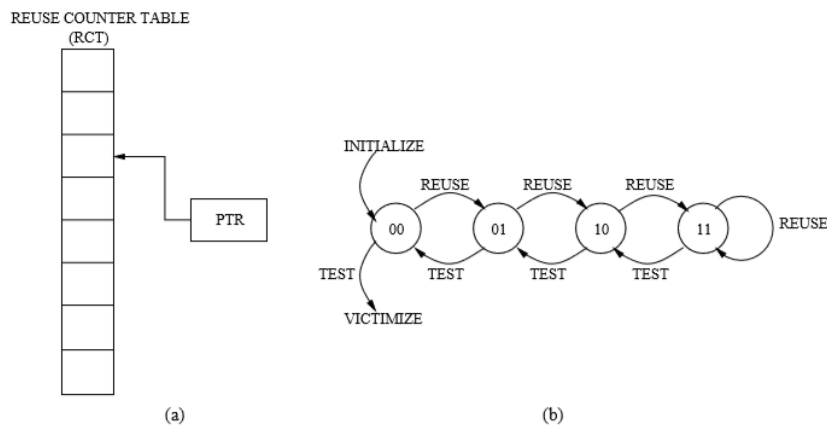 REUSE COUNTER TABLE
(RCT)
PTR
(a)
INITIALIZE
REUSE
REUSE
REUSE
00
01
10
11
REUSE
TEST
TEST
TEST
TEST
VICTIMIZE
(b)